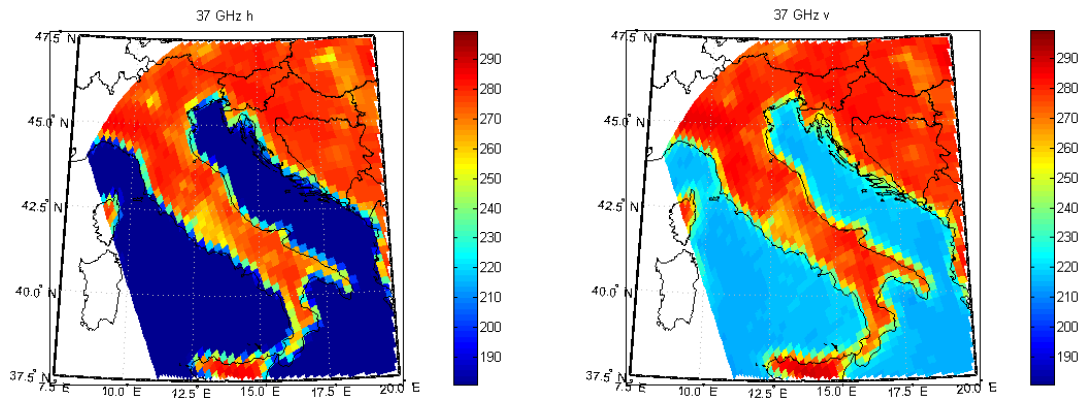 37 GHz h
47.5° N
45.0° N
42.5° N
40.0° N
37.5° N
7.5° E
10.0° E
12.5° E
15.0° E
17.5° E
20.0° E
290
280
270
260
250
240
230
220
210
200
190
37 GHz v
47.5° N
45.0° N
42.5° N
40.0° N
37.5° N
7.5° E
10.0° E
12.5° E
15.0° E
17.5° E
20.0° E
290
280
270
260
250
240
230
220
210
200
190